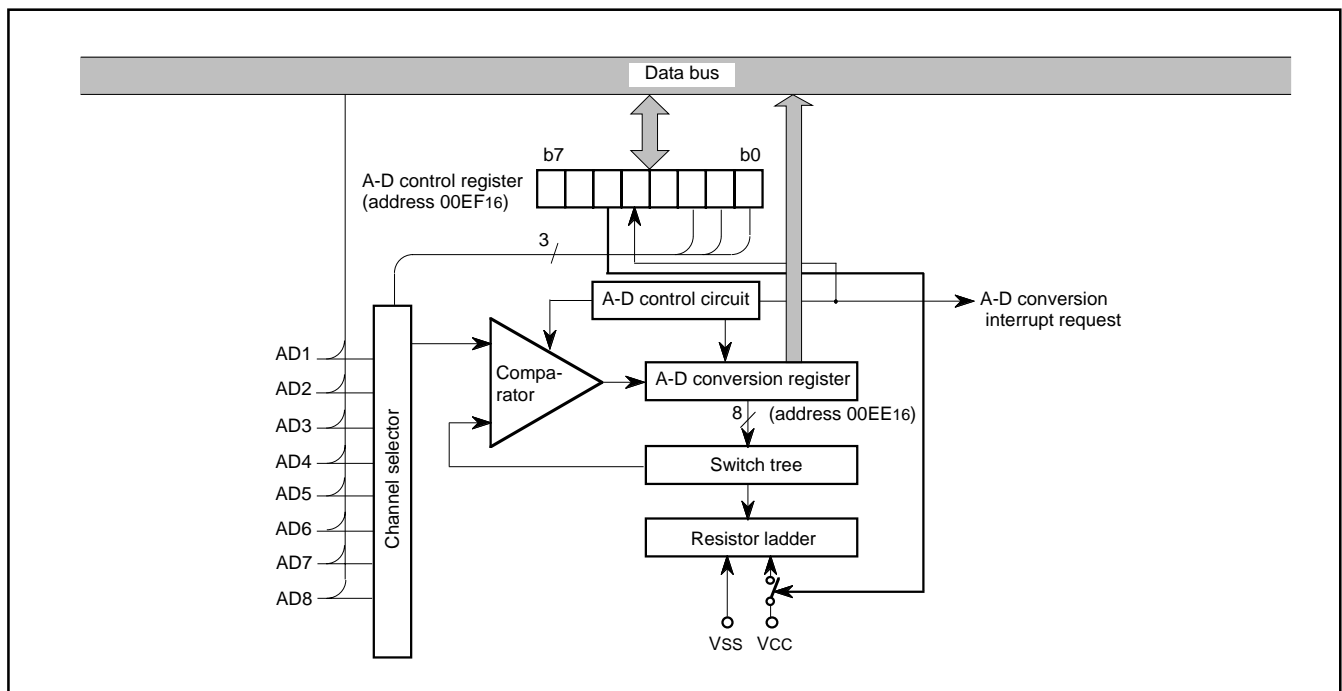 Data bus
b7
b0
A-D control register
(address 00EF16)
3
A-D control circuit
A-D conversion
interrupt request
Compa-
rator
A-D conversion register
8
(address 00EE16)
Switch tree
Resistor ladder
VSS
VCC
Channel selector
AD1
AD2
AD3
AD4
AD5
AD6
AD7
AD8